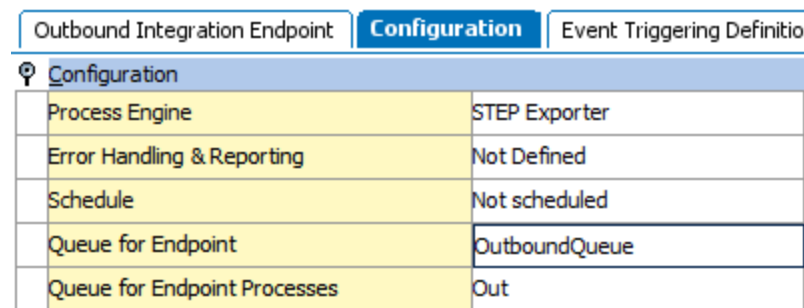 Outbound Integration Endpoint Configuration Event Triggering Definitio
Configuration
Process Engine STEP Exporter
Error Handling & Reporting Not Defined
Schedule Not scheduled
Queue for Endpoint OutboundQueue
Queue for Endpoint Processes Out